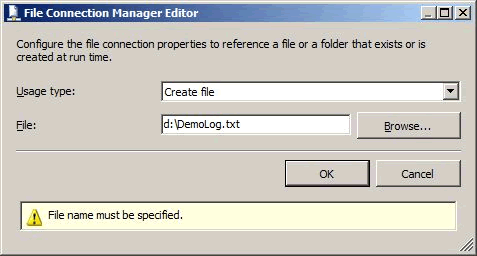 File Connection Manager Editor
Configure the file connection properties to reference a file or a folder that exists or is
created at run time.
Usage type: Create file
File: d:\DemoLog.txt Browse...
OK Cancel
File name must be specified.